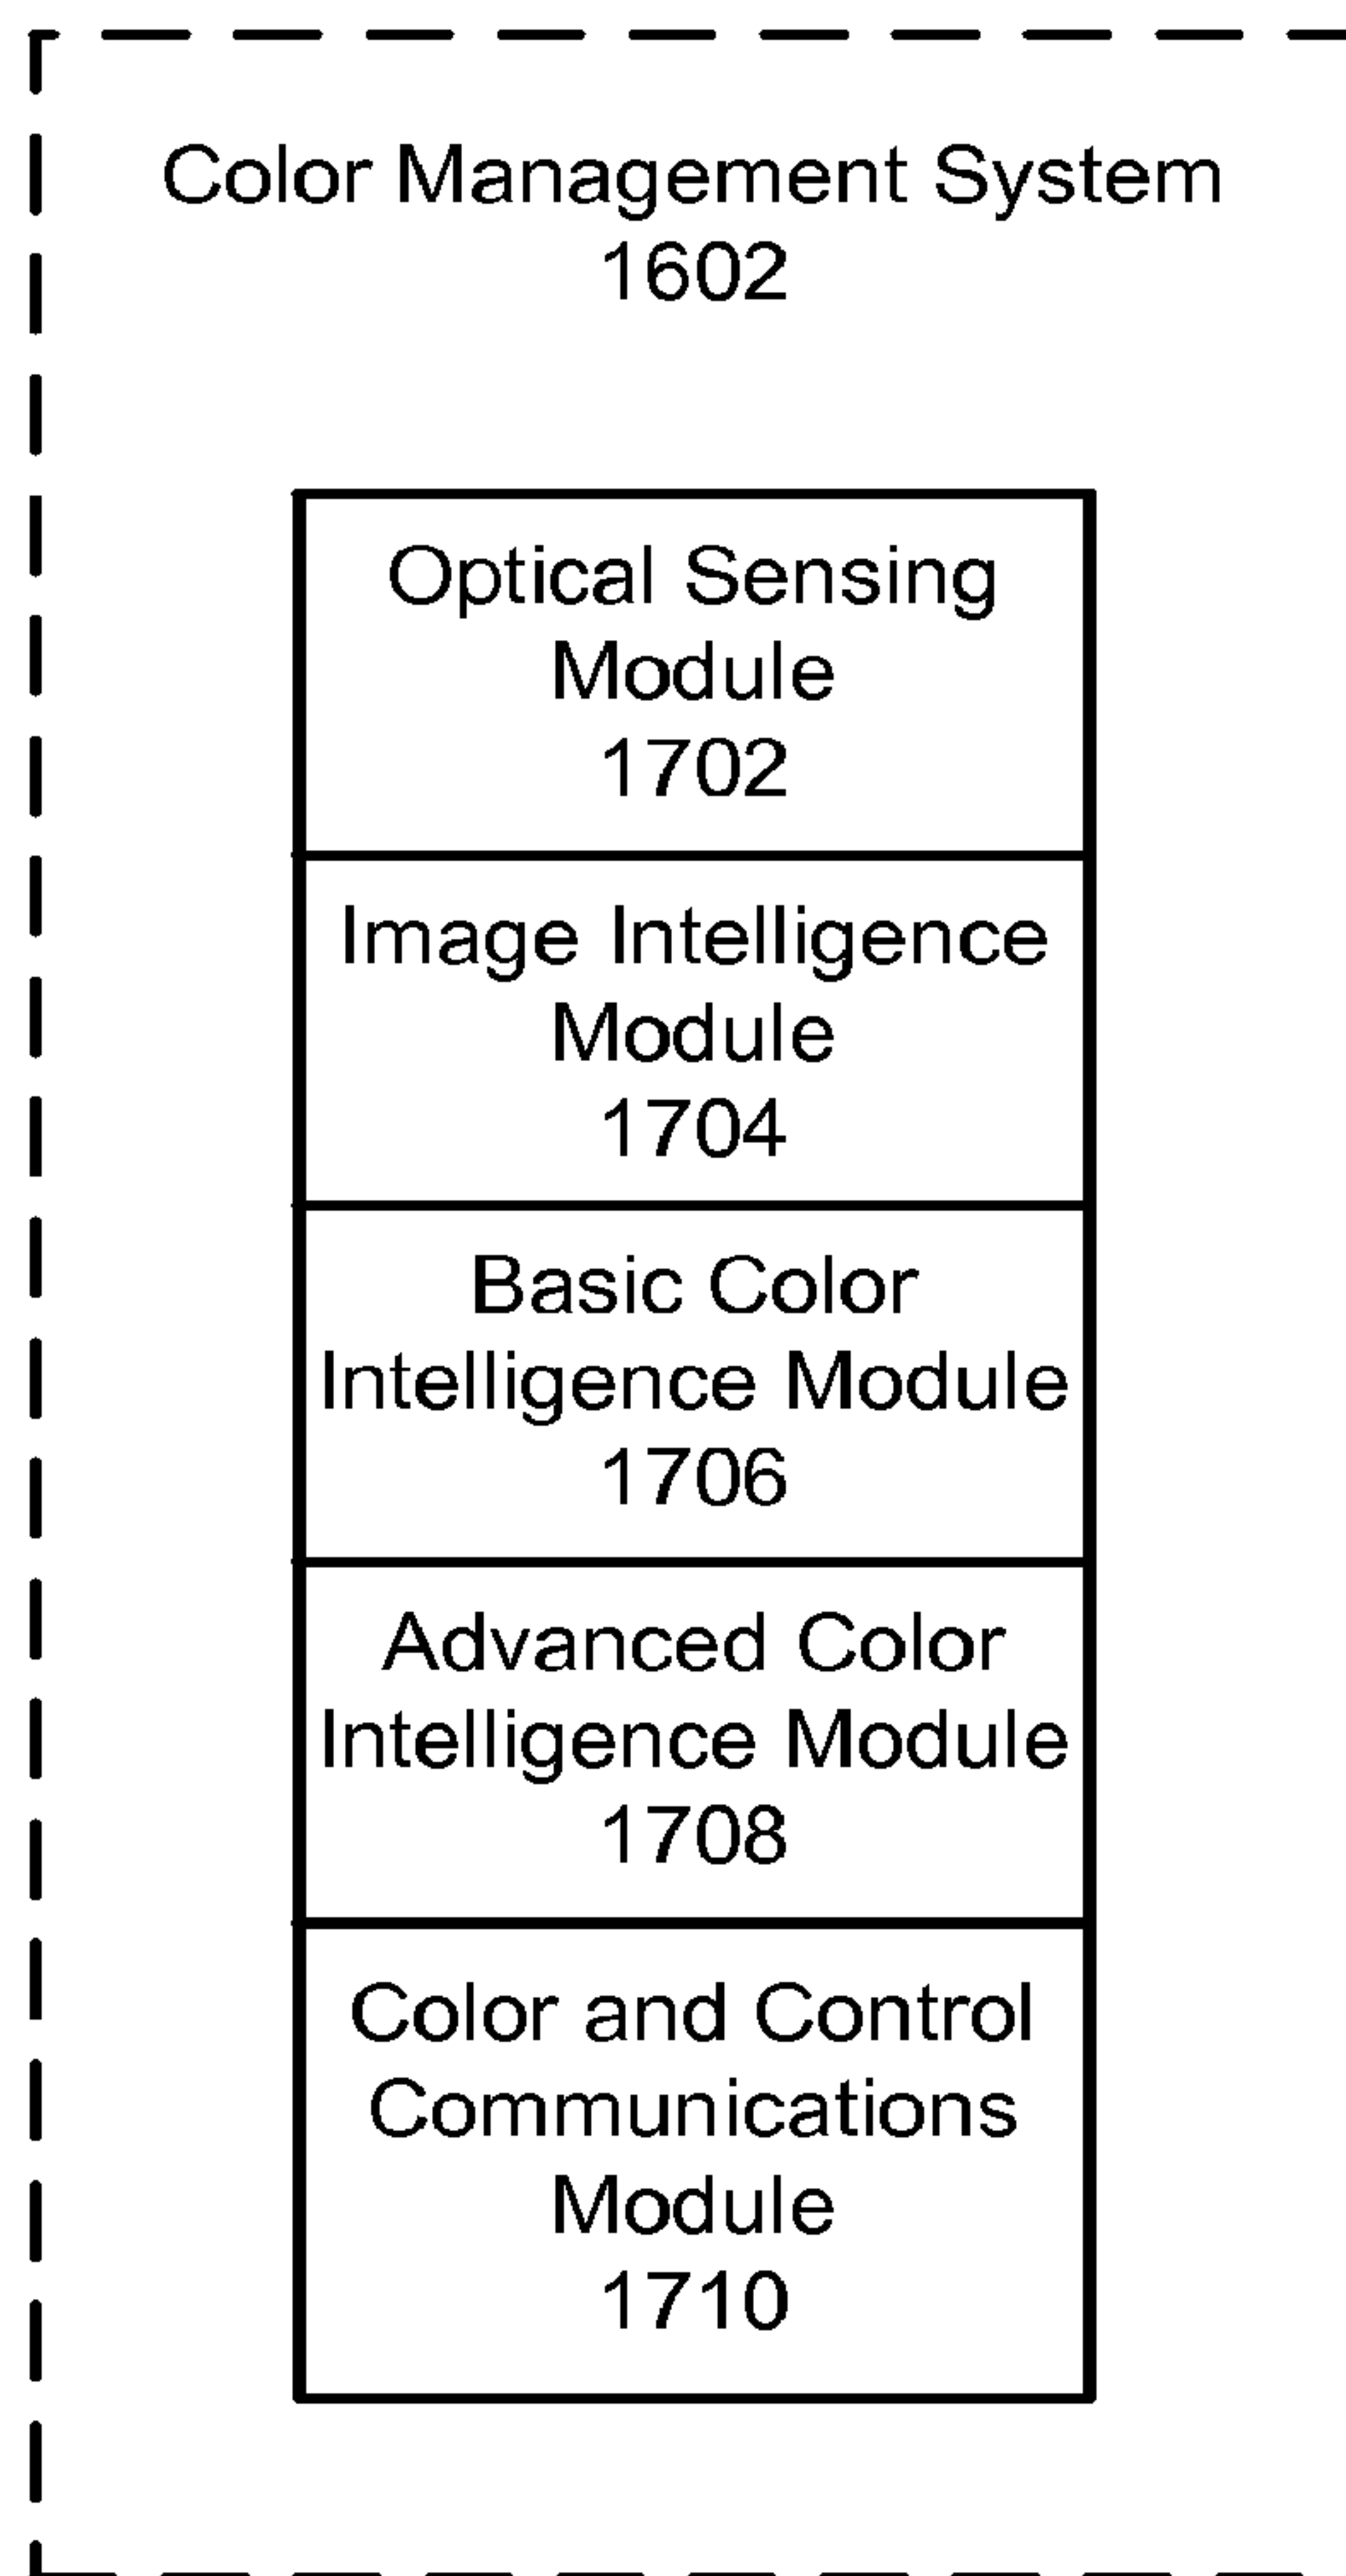 Color Management System
1602
Optical Sensing
Module
1702
Image Intelligence
Module
1704
Basic Color
Intelligence Module
1706
Advanced Color
Intelligence Module
1708
Color and Control
Communications
Module
1710